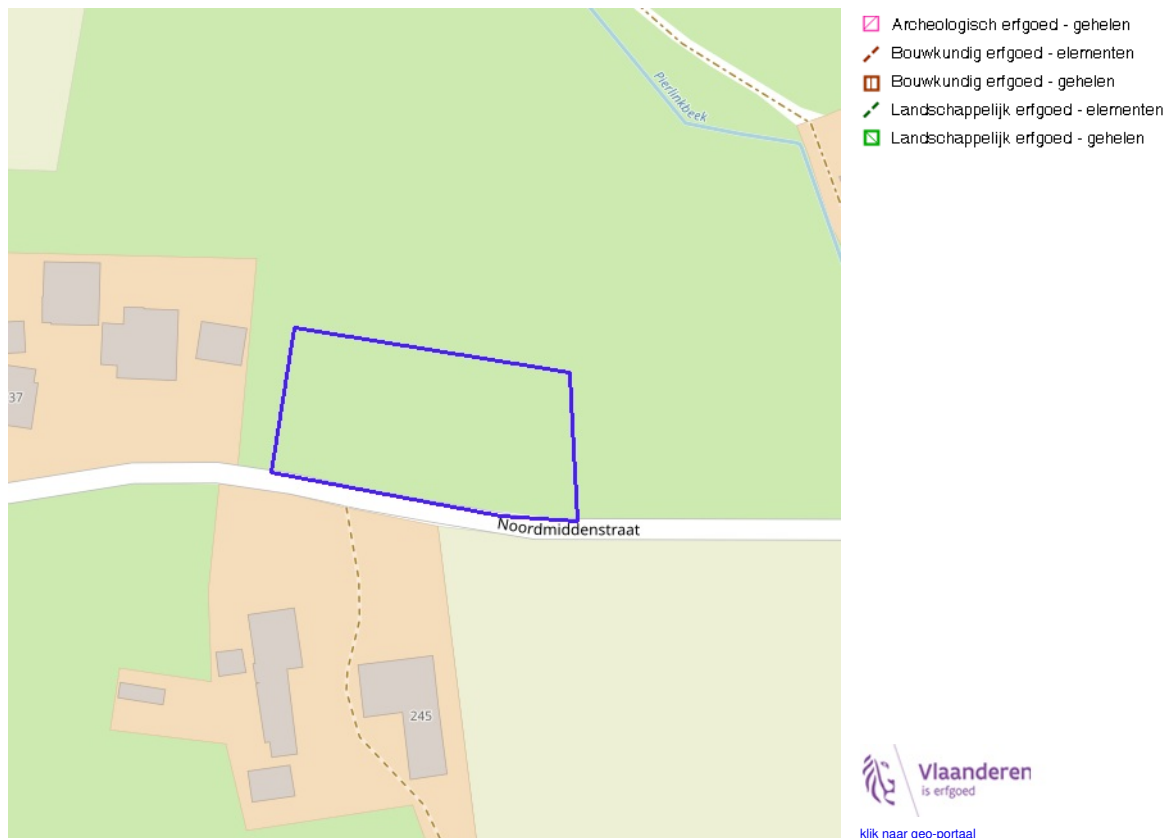 Pierlinkbeek
37
Noordmiddenstraat
245
Archeologisch erfgoed - gehelen
Bouwkundig erfgoed - elementen
Bouwkundig erfgoed - gehelen
Landschappelijk erfgoed - elementen
Landschappelijk erfgoed - gehelen
Vlaanderen
is erfgoed
klik naar geo-portaal